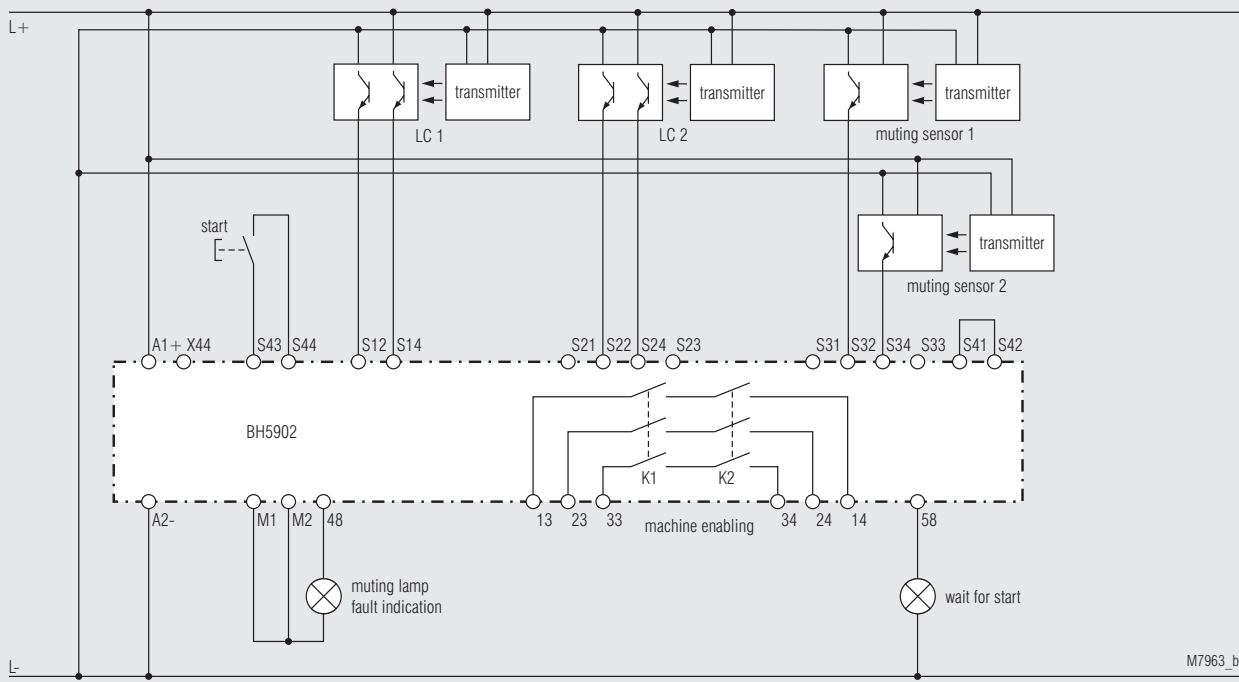 L+
transmitter
transmitter
transmitter
LC 1
LC 2
muting sensor 1
start
transmitter
muting sensor 2
A1+ X44 S43 S44 S12 S14 S21 S22 S24 S23 S31 S32 S34 S33 S41 S42
BH5902
K1 K2
A2- M1 M2 48 13 23 33 machine enabling 34 24 14 58
muting lamp
fault indication
wait for start
L-
M7963_b